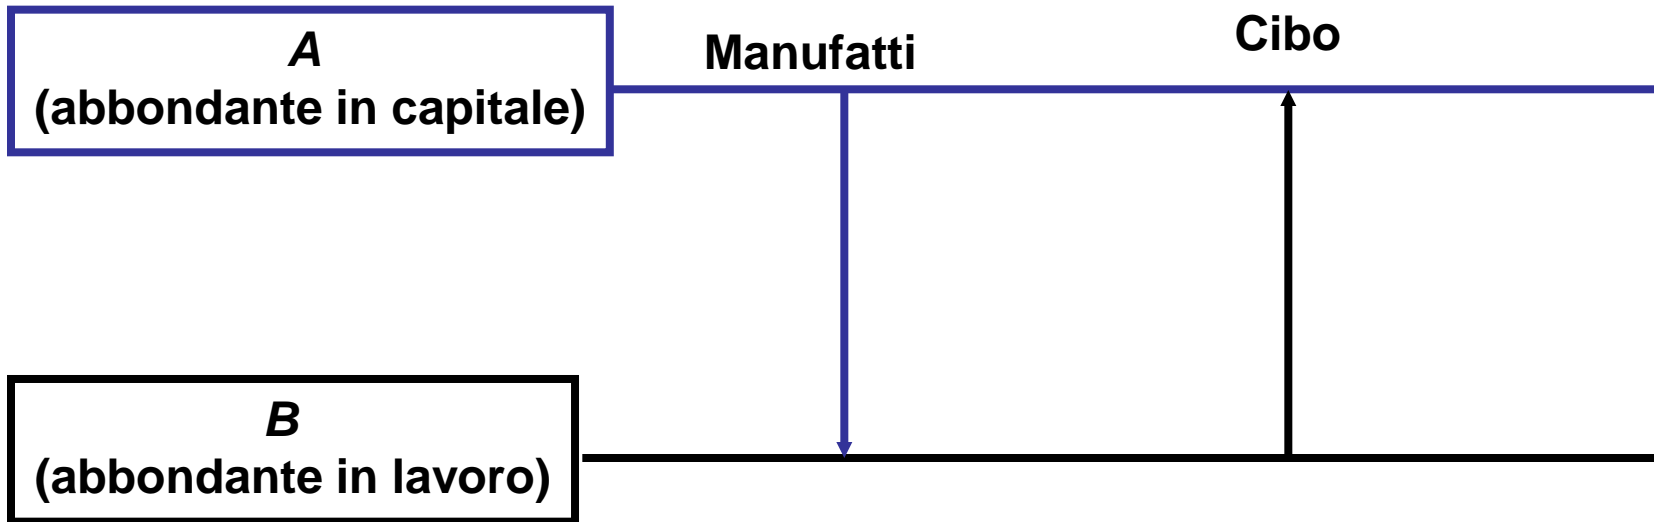 A
(abbondante in capitale)
Manufatti
Cibo
B
(abbondante in lavoro)